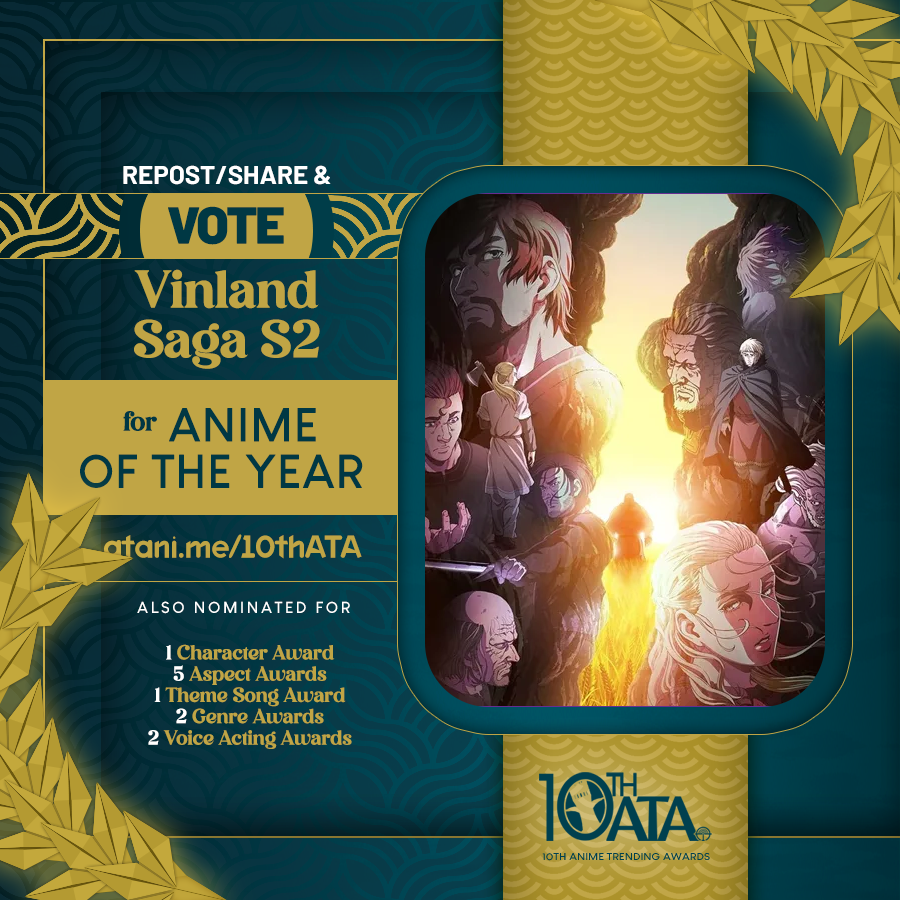 REPOST/SHARE &
VOTE
Vinland
Saga S2
for ANIME
OF THE YEAR
atani.me/10thATA
ALSO NOMINATED FOR
1 Character Award
5 Aspect Awards
1 Theme Song Award
2 Genre Awards
2 Voice Acting Awards
10TH
ATA
10TH ANIME TRENDING AWARDS